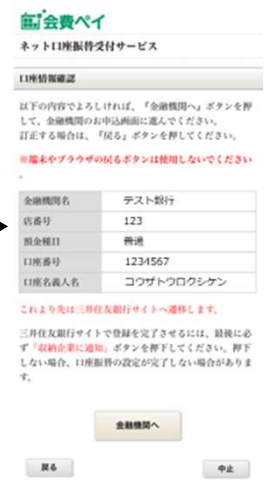 会費ペイ
ネット口座振替受付サービス
口座情報確認
以下の内容でよろしければ、『金融機関へ』ボタンを押
して、金融機関のお申込画面に進んでください。
訂正する場合は、『戻る』ボタンを押してください。
※端末やブラウザの戻るボタンは使用しないでください
。
金融機関名 テスト銀行
店番号 123
預金種目 普通
口座番号 1234567
口座名義人名 コウザトウロクシケン
これより先は三井住友銀行サイトへ遷移します。
三井住友銀行サイトで登録を完了させるには、最後に必
ず「収納企業に通知」ボタンを押下してください。押下
しない場合、口座振替の設定が完了しない場合がありま
す。
金融機関へ
戻る 中止